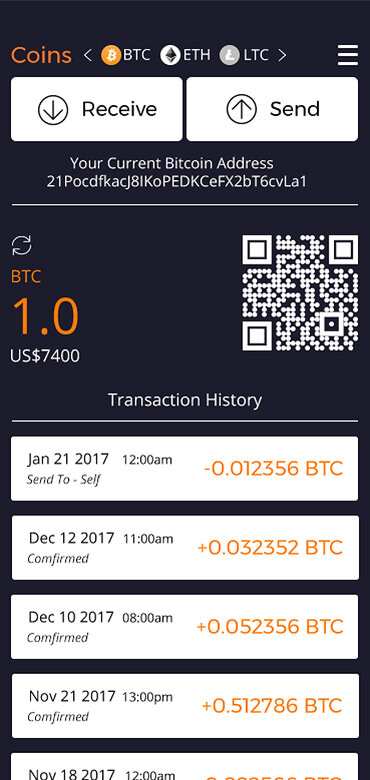 Coins < BTC ETH LTC >
Receive Send
Your Current Bitcoin Address
21PocdfkacJ8IKoPEDKCeFX2bT6cvLa1
BTC
1.0
US$7400
Transaction History
Jan 21 2017 12:00am
-0.012356 BTC
Send To - Self
Dec 12 2017 11:00am
+0.032352 BTC
Comfirmed
Dec 10 2017 08:00am
+0.052356 BTC
Comfirmed
Nov 21 2017 13:00pm
+0.512786 BTC
Comfirmed
Nov 18 2017 12:00am